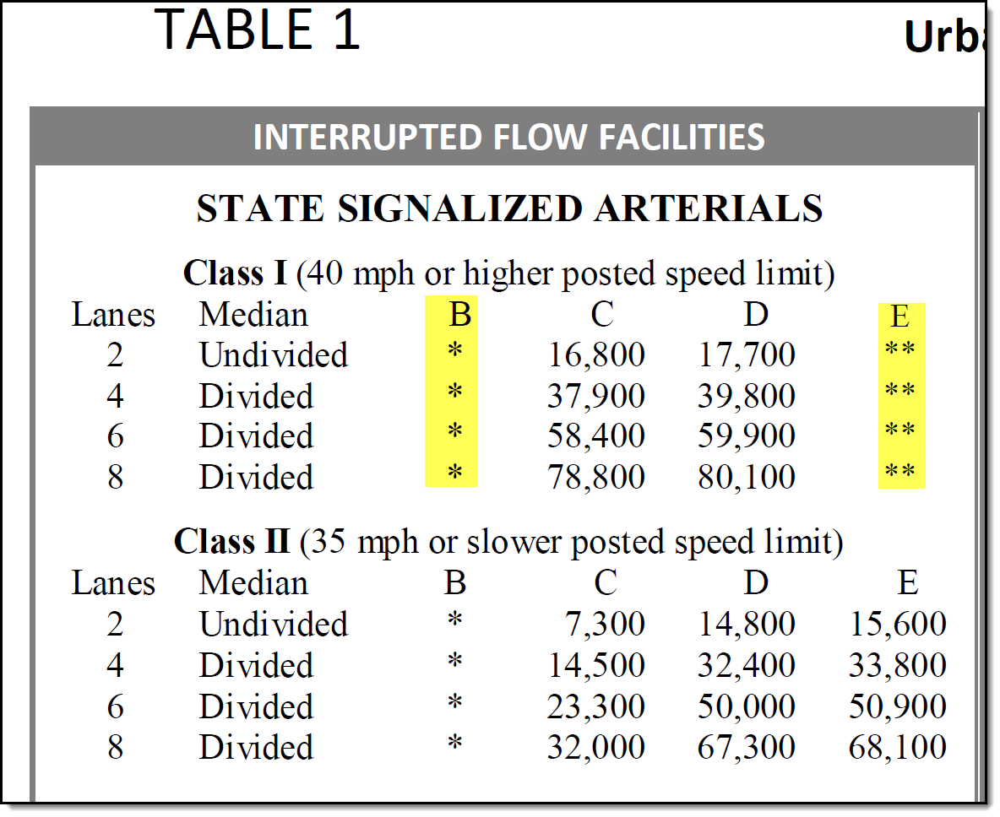 TABLE 1
Urba
INTERRUPTED FLOW FACILITIES
STATE SIGNALIZED ARTERIALS
Class I (40 mph or higher posted speed limit)
Lanes Median B C D E
2 Undivided * 16,800 17,700 **
4 Divided * 37,900 39,800 **
6 Divided * 58,400 59,900 **
8 Divided * 78,800 80,100 **
Class II (35 mph or slower posted speed limit)
Lanes Median B C D E
2 Undivided * 7,300 14,800 15,600
4 Divided * 14,500 32,400 33,800
6 Divided * 23,300 50,000 50,900
8 Divided * 32,000 67,300 68,100